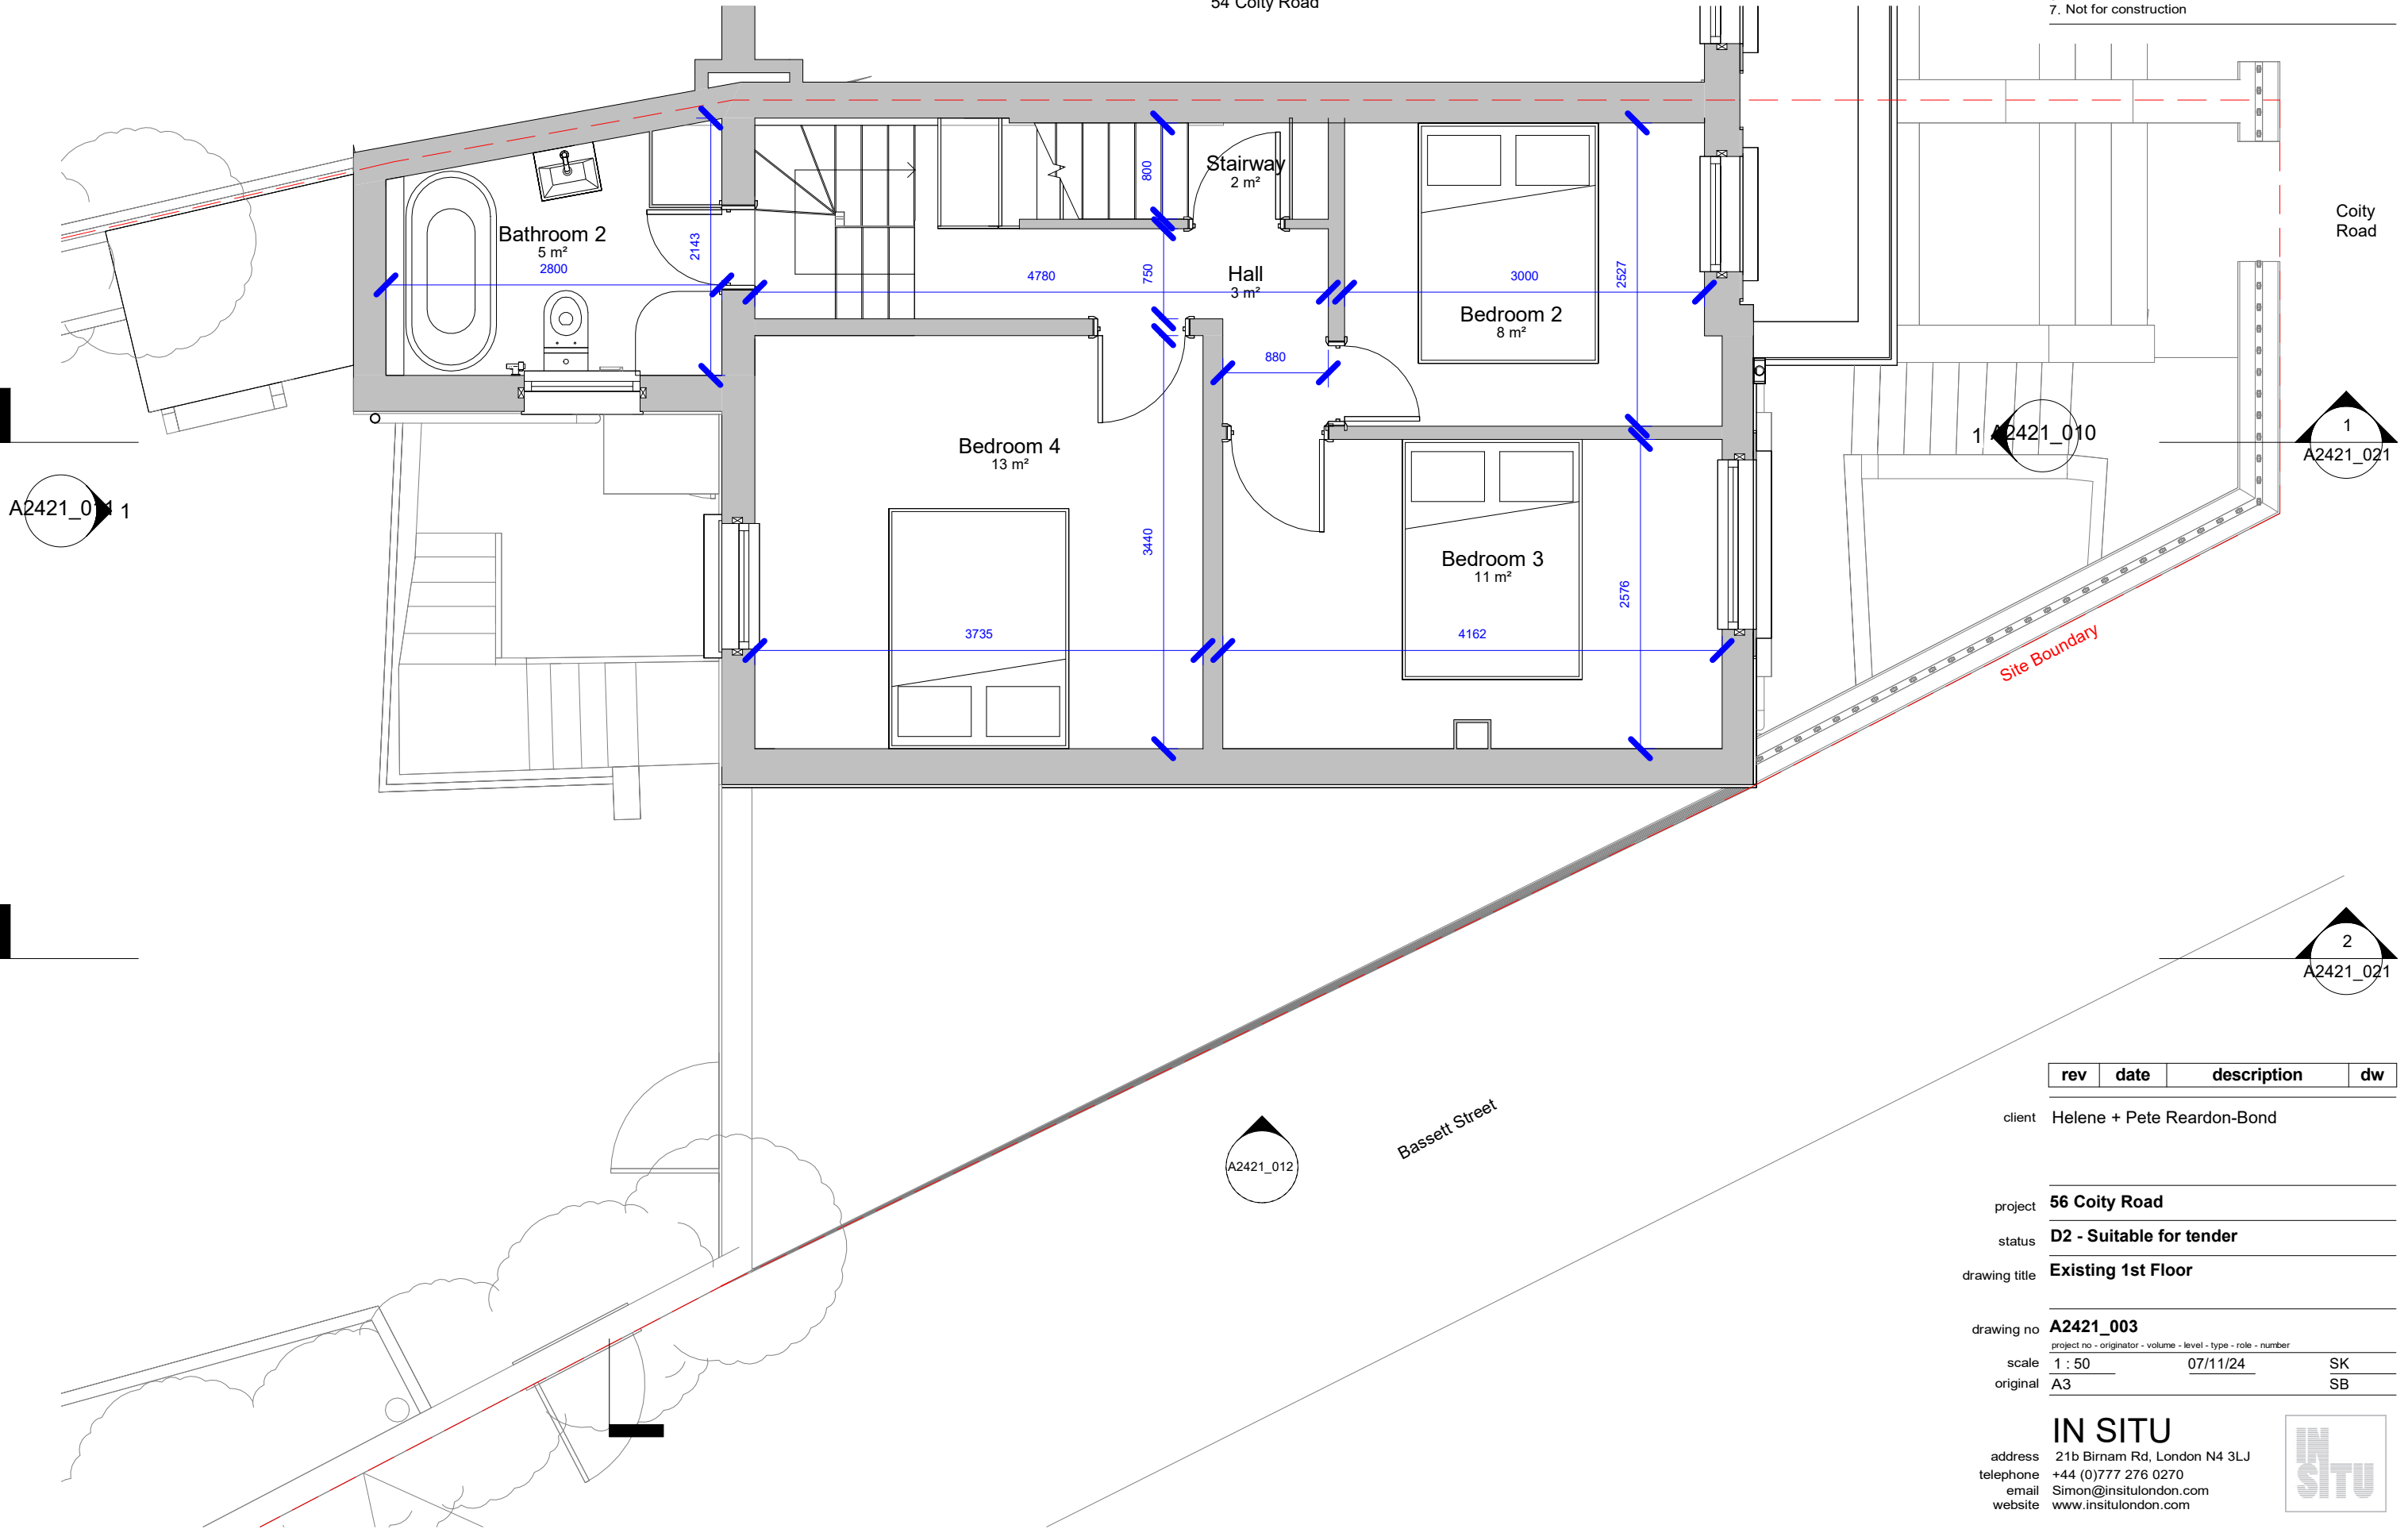 54 Coity Road
7. Not for construction
Stairway
2 m²
800
Coity
Road
Bathroom 2
5 m²
2800
2143
4780
750
Hall
3 m²
3000
2527
Bedroom 2
8 m²
880
Bedroom 4
13 m²
1
A2421_010
1
A2421_021
A2421_011
1
3440
Bedroom 3
11 m²
2576
3735
4162
Site Boundary
2
A2421_021
rev date description dw
client Helene + Pete Reardon-Bond
Bassett Street
A2421_012
project 56 Coity Road
status D2 - Suitable for tender
drawing title Existing 1st Floor
drawing no A2421_003
project no - originator - volume - level - type - role - number
scale 1 : 50 07/11/24 SK
original A3 SB
IN SITU
address 21b Birnam Rd, London N4 3LJ
telephone +44 (0)777 276 0270
email Simon@insitulondon.com
website www.insitulondon.com
IN
SITU